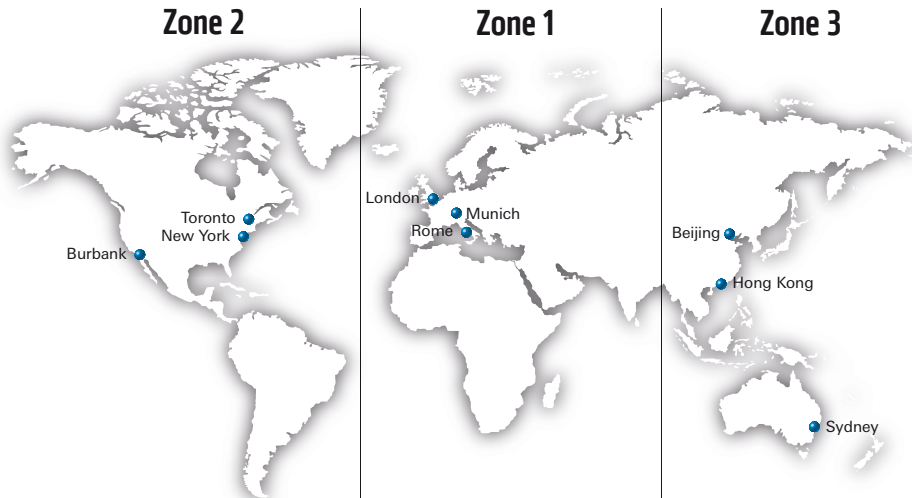 Zone 2
Zone 1
Zone 3
London
Toronto
Munich
New York
Rome
Beijing
Burbank
Hong Kong
Sydney